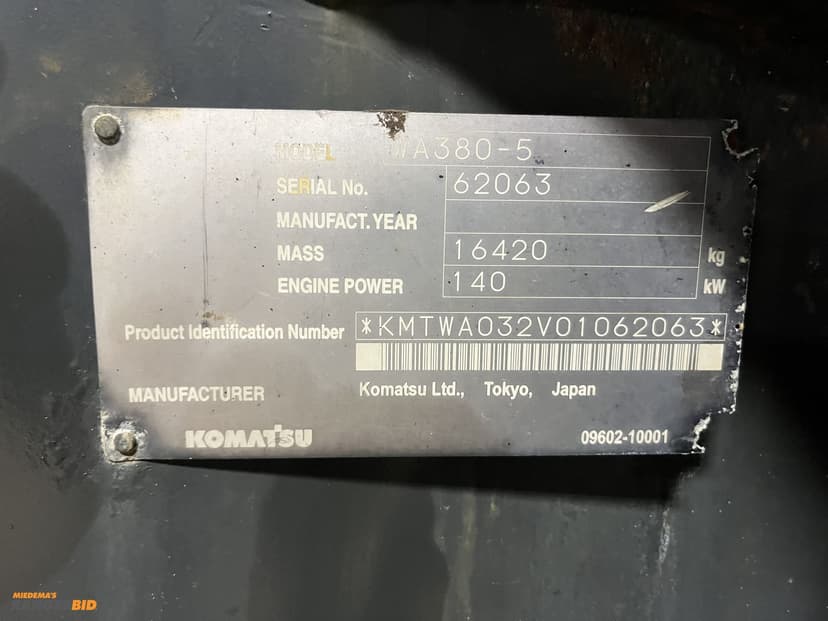 MODEL WA380-5
SERIAL No. 62063
MANUFACT. YEAR
MASS 16420 kg
ENGINE POWER 140 kW
Product Identification Number *KMTWA032V01062063*
MANUFACTURER Komatsu Ltd., Tokyo, Japan
KOMATSU 09602-10001
MIEDEMA'S
BID